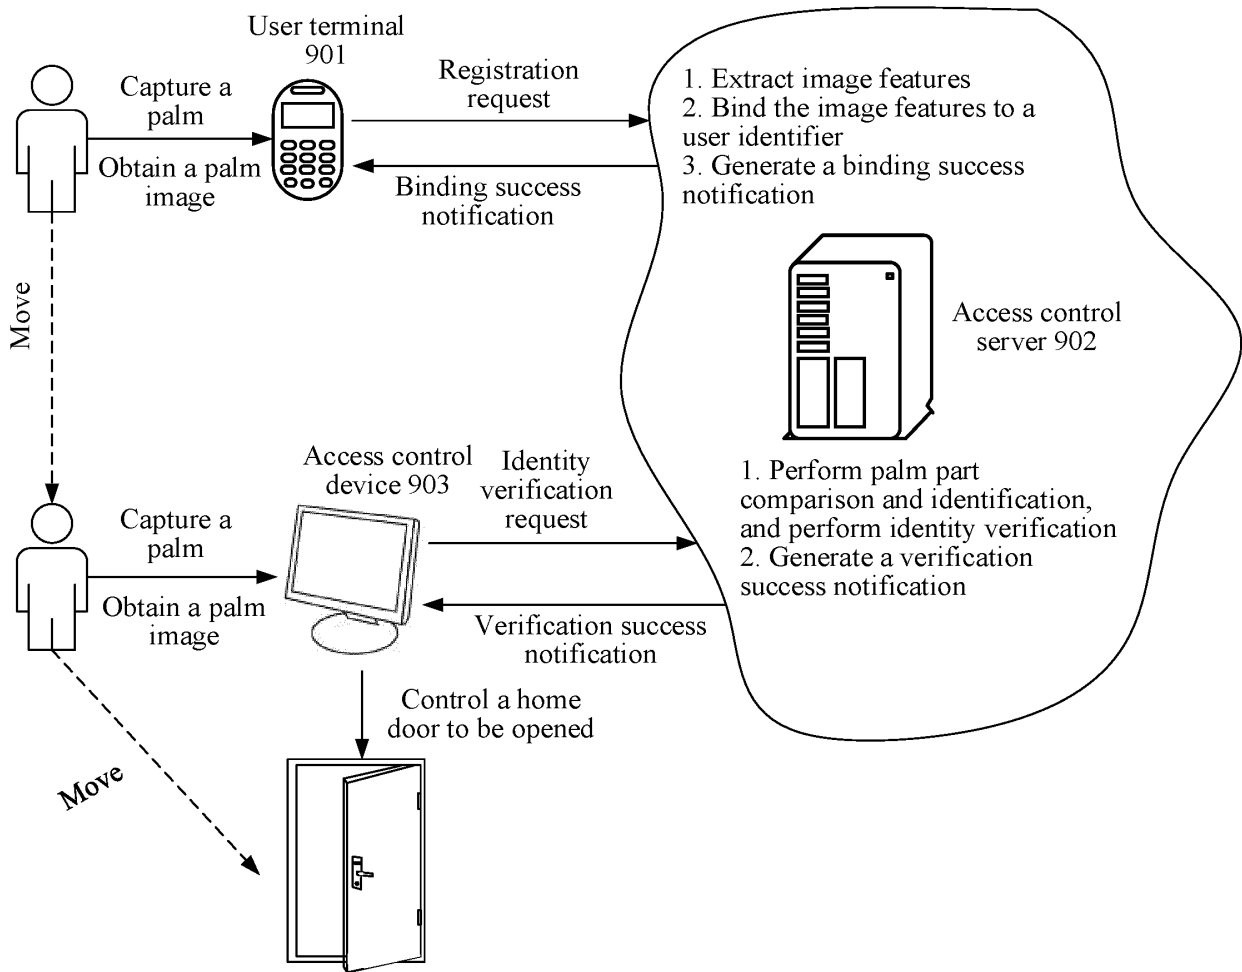 User terminal
901
Capture a
palm
Obtain a palm
image
Registration
request
Binding success
notification
1. Extract image features
2. Bind the image features to a
user identifier
3. Generate a binding success
notification
Move
Access control
server 902
Access control
device 903
Identity
verification
request
Capture a
palm
Obtain a palm
image
1. Perform palm part
comparison and identification,
and perform identity verification
2. Generate a verification
success notification
Verification success
notification
Control a home
door to be opened
Move